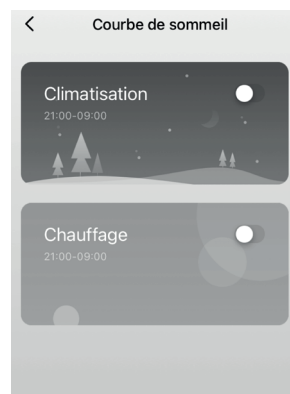 Courbe de sommeil
Climatisation
21:00-09:00
Chauffage
21:00-09:00